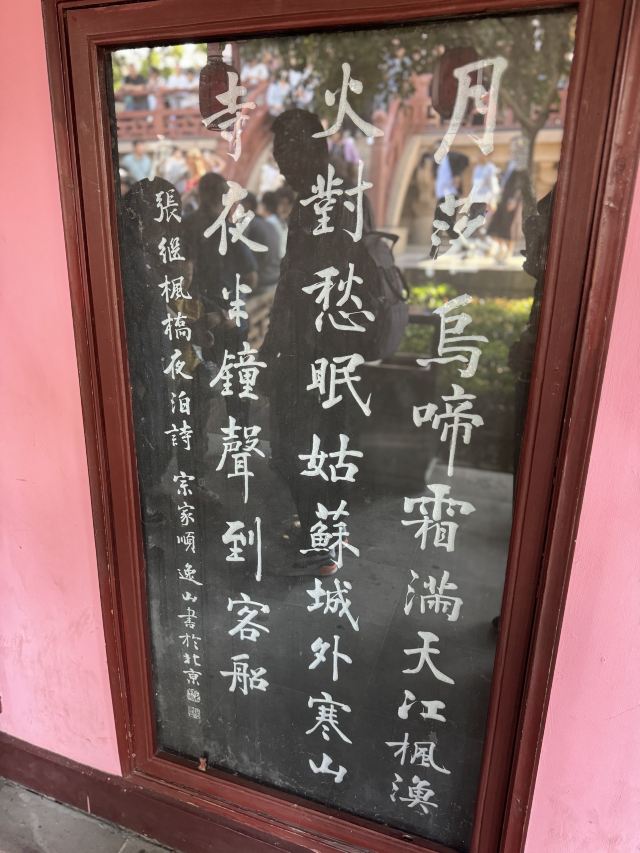 月落烏啼霜滿天江楓漁
火對愁眠姑蘇城外寒山
寺夜半鐘聲到客船
張继楓橋夜泊詩 宗家順逸山書於北京